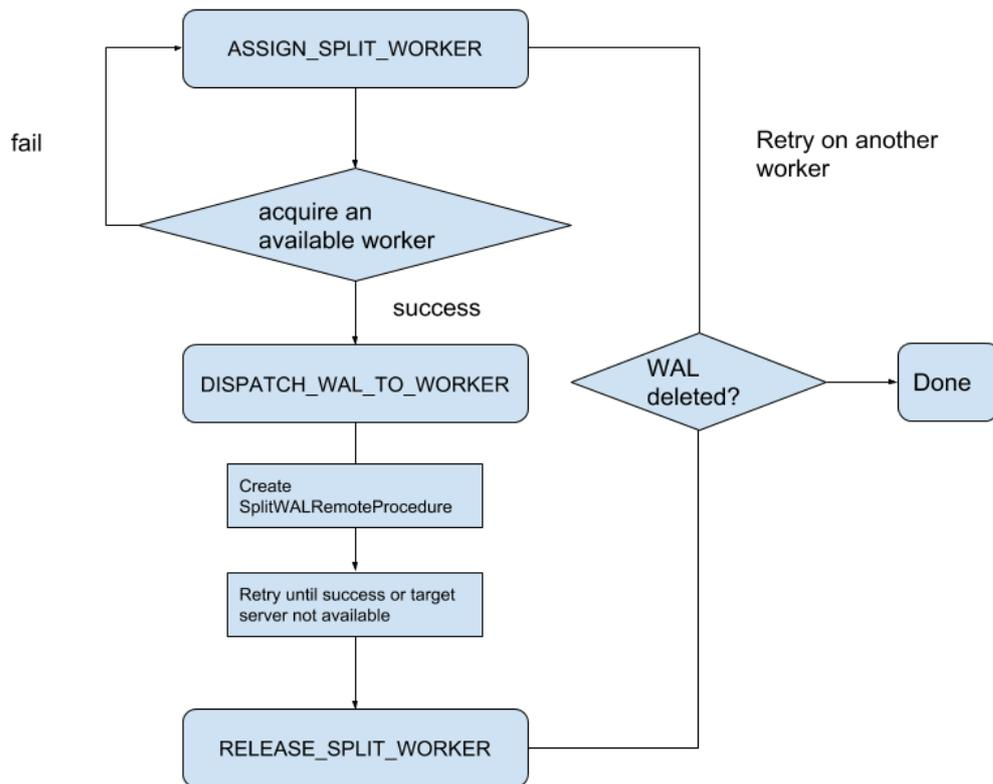 ASSIGN_SPLIT_WORKER
fail
Retry on another
worker
acquire an
available worker
success
WAL
deleted?
Done
DISPATCH_WAL_TO_WORKER
Create
SplitWALRemoteProcedure
Retry until success or target
server not available
RELEASE_SPLIT_WORKER